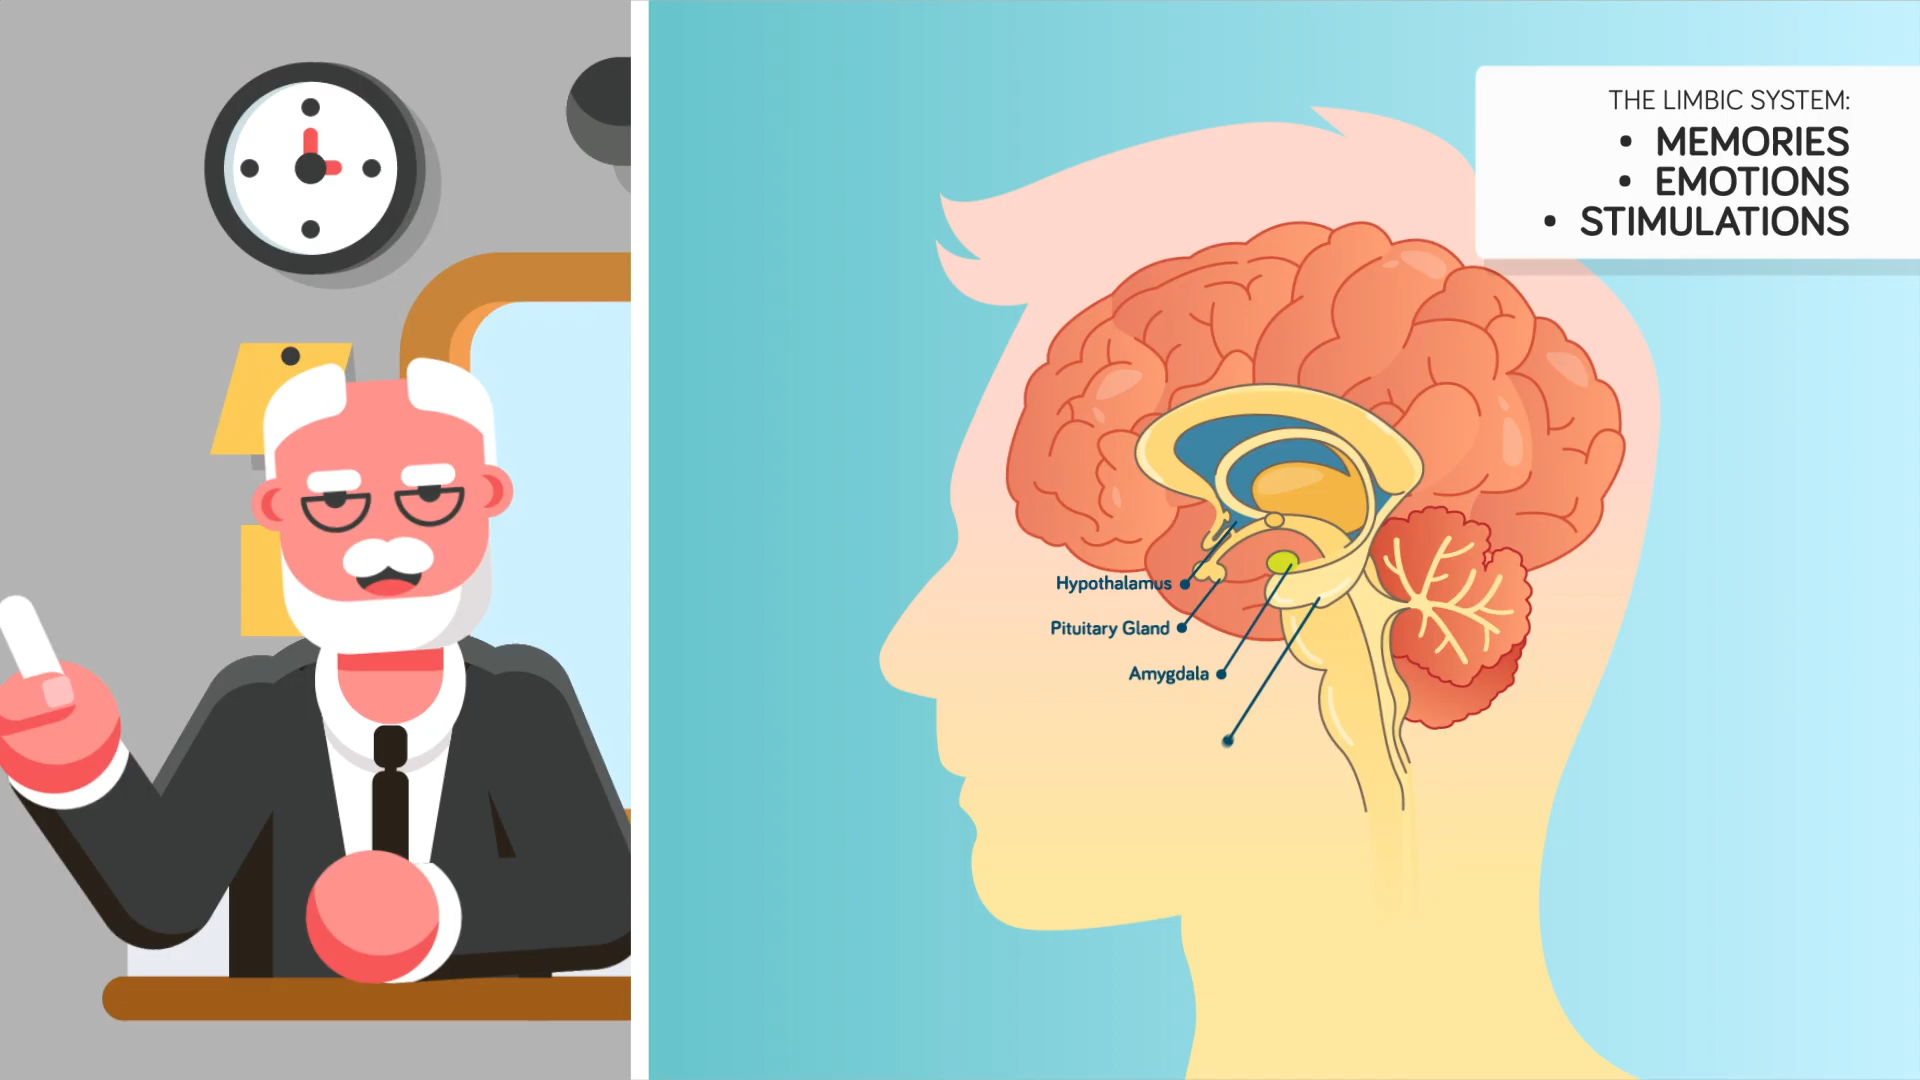 THE LIMBIC SYSTEM:
• MEMORIES
• EMOTIONS
• STIMULATIONS
Hypothalamus
Pituitary Gland
Amygdala